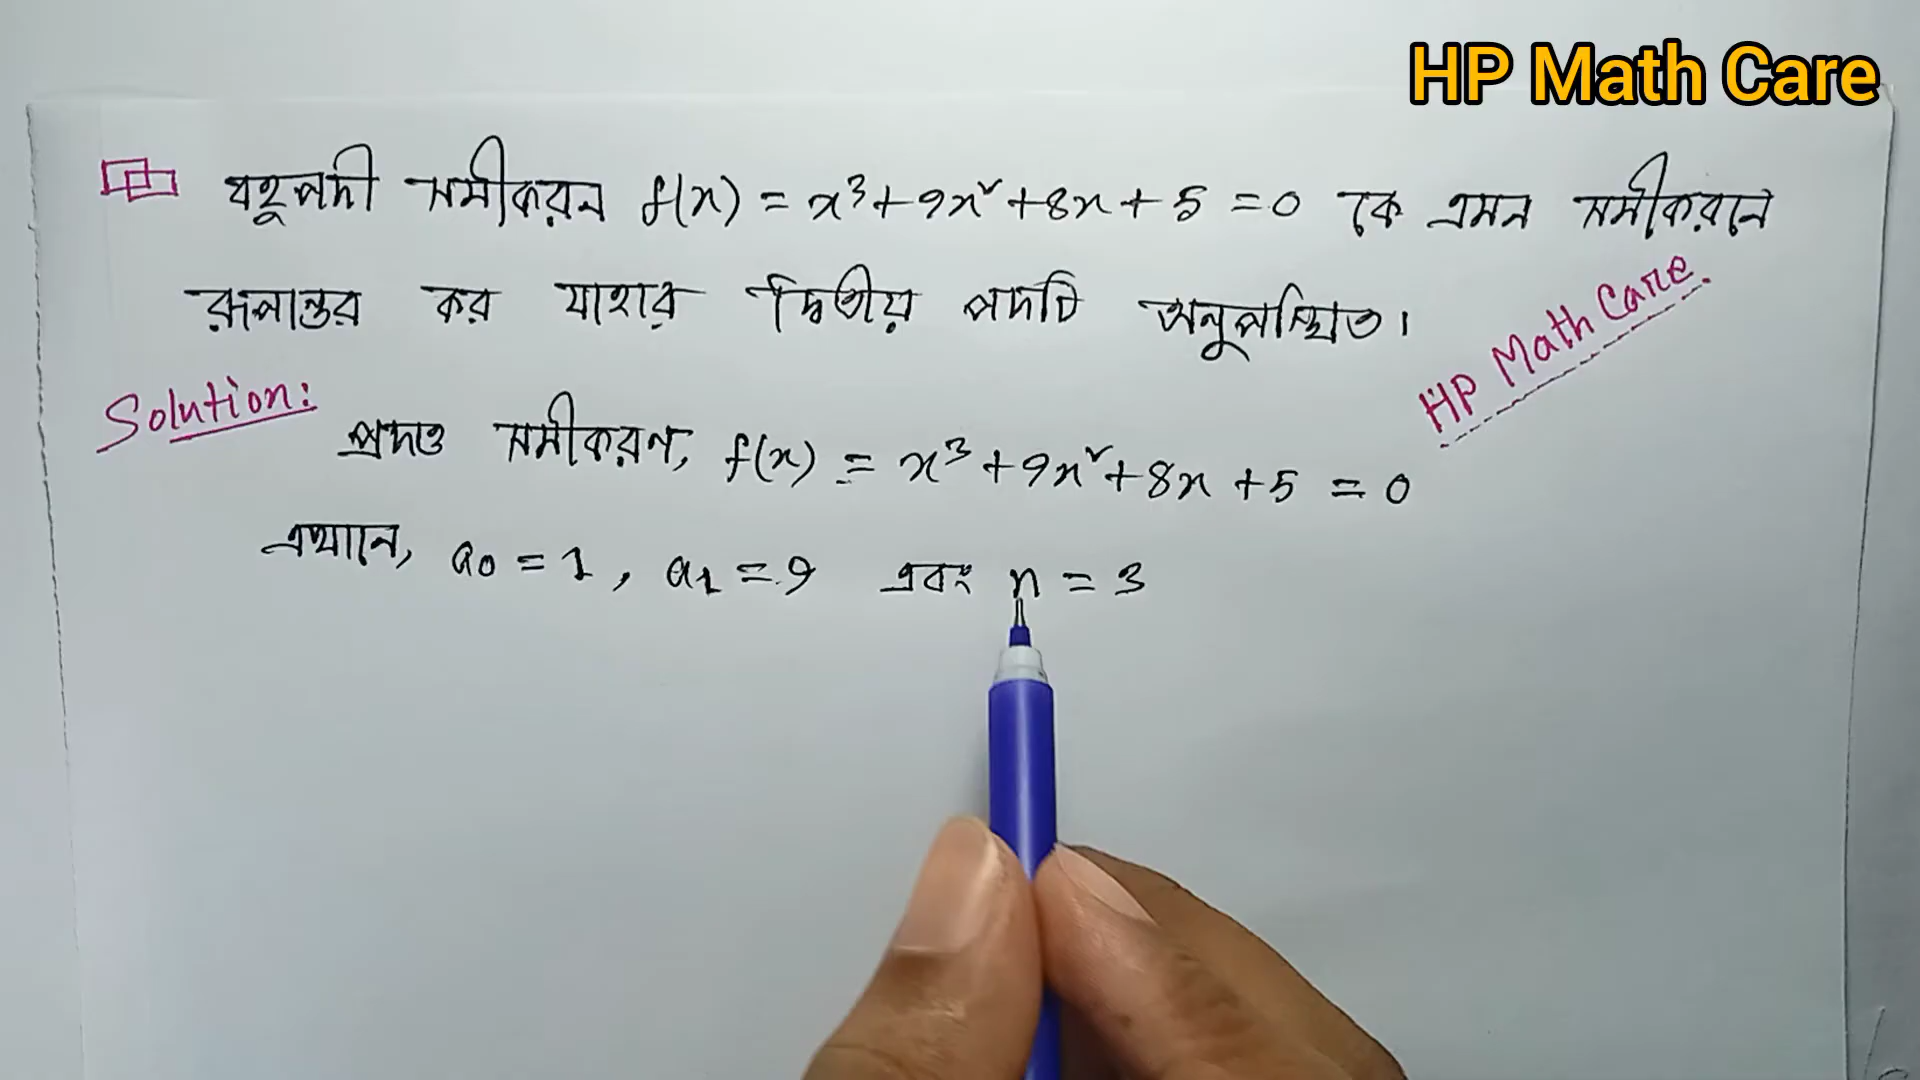 HP Math Care
বহুপদী সমীকরন f(x) = x³+9x²+8x+5 =0 কে এমন সমীকরনে
রূপান্তর কর যাহার দ্বিতীয় পদটি অনুপস্থিত।
HP Math Care.
Solution:
প্রদত্ত সমীকরণ, f(x) = x³+9x²+8x+5 =0
এখানে, a₀ = 1, a₁ = 9 এবং n = 3